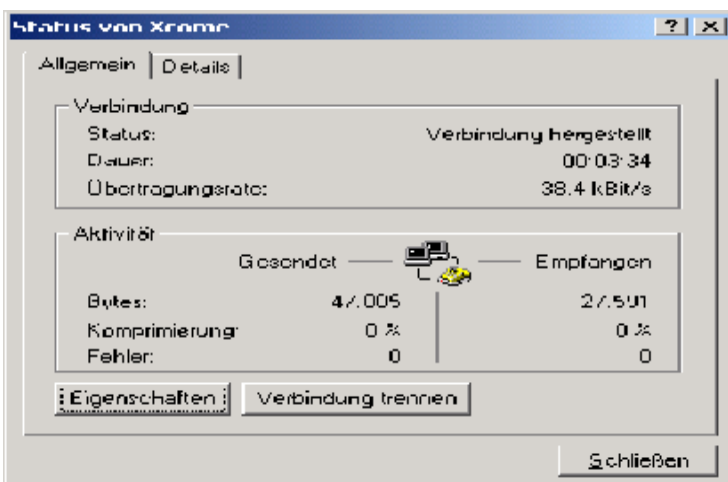 Status von Xcome
Allgemein Details
Verbindung
Status: Verbindung hergestellt
Dauer: 00:03:34
Übertragungsrate: 38.4 kBit/s
Aktivität
Gesendet Empfangen
Bytes: 47.005 27.591
Komprimierung: 0 % 0 %
Fehler: 0 0
Eigenschaften Verbindung trennen
Schließen